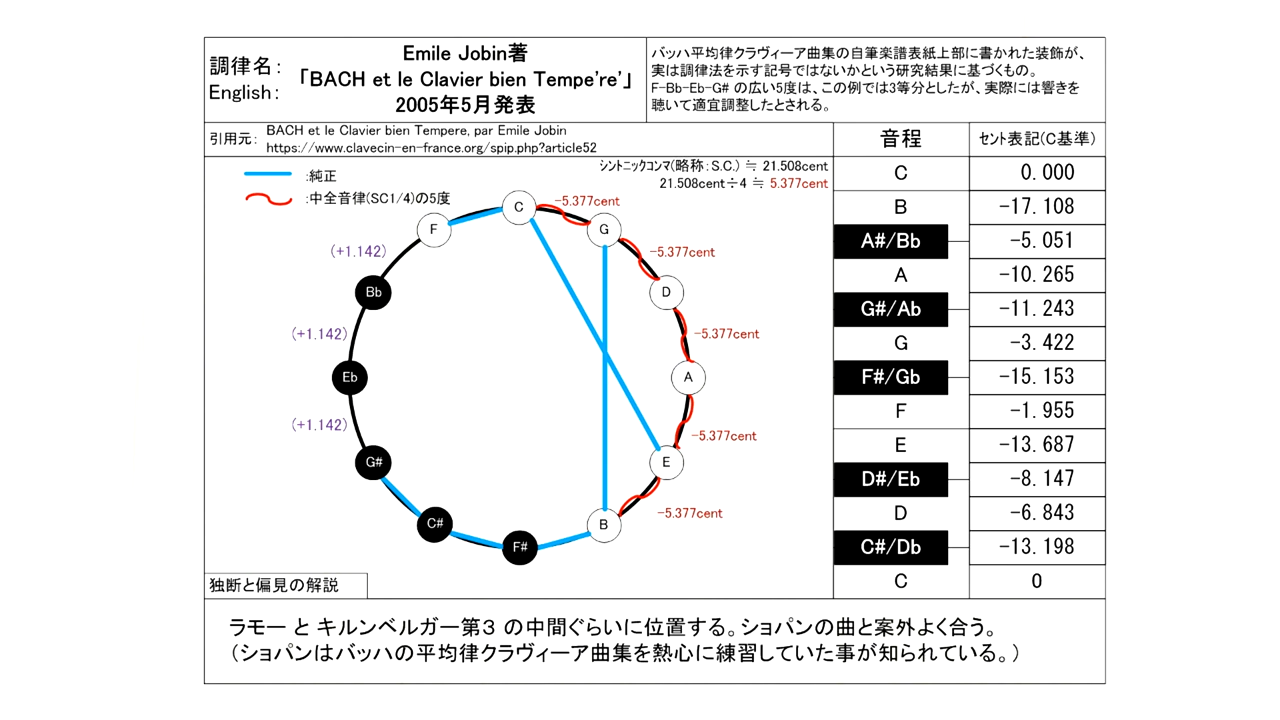 調律名：
English：
Emile Jobin著
「BACH et le Clavier bien Tempe're'」
2005年5月発表
バッハ平均律クラヴィーア曲集の自筆楽譜表紙上部に書かれた装飾が、
実は調律法を示す記号ではないかという研究結果に基づくもの。
F-Bb-Eb-G# の広い5度は、この例では3等分としたが、実際には響きを
聴いて適宜調整したとされる。
引用元：
BACH et le Clavier bien Tempere, par Emile Jobin
https://www.clavecin-en-france.org/spip.php?article52
音程
セント表記(C基準)
:純正
:中全音律(SC1/4)の5度
シントニックコンマ(略称：S.C.) ≒ 21.508cent
21.508cent÷4 ≒ 5.377cent
C
-5.377cent
F
G
(+1.142)
-5.377cent
Bb
D
(+1.142)
-5.377cent
Eb
A
(+1.142)
-5.377cent
G#
E
-5.377cent
C#
B
F#
C 0.000
B -17.108
A#/Bb -5.051
A -10.265
G#/Ab -11.243
G -3.422
F#/Gb -15.153
F -1.955
E -13.687
D#/Eb -8.147
D -6.843
C#/Db -13.198
C 0
独断と偏見の解説
ラモー と キルンベルガー第３ の中間ぐらいに位置する。ショパンの曲と案外よく合う。
（ショパンはバッハの平均律クラヴィーア曲集を熱心に練習していた事が知られている。）